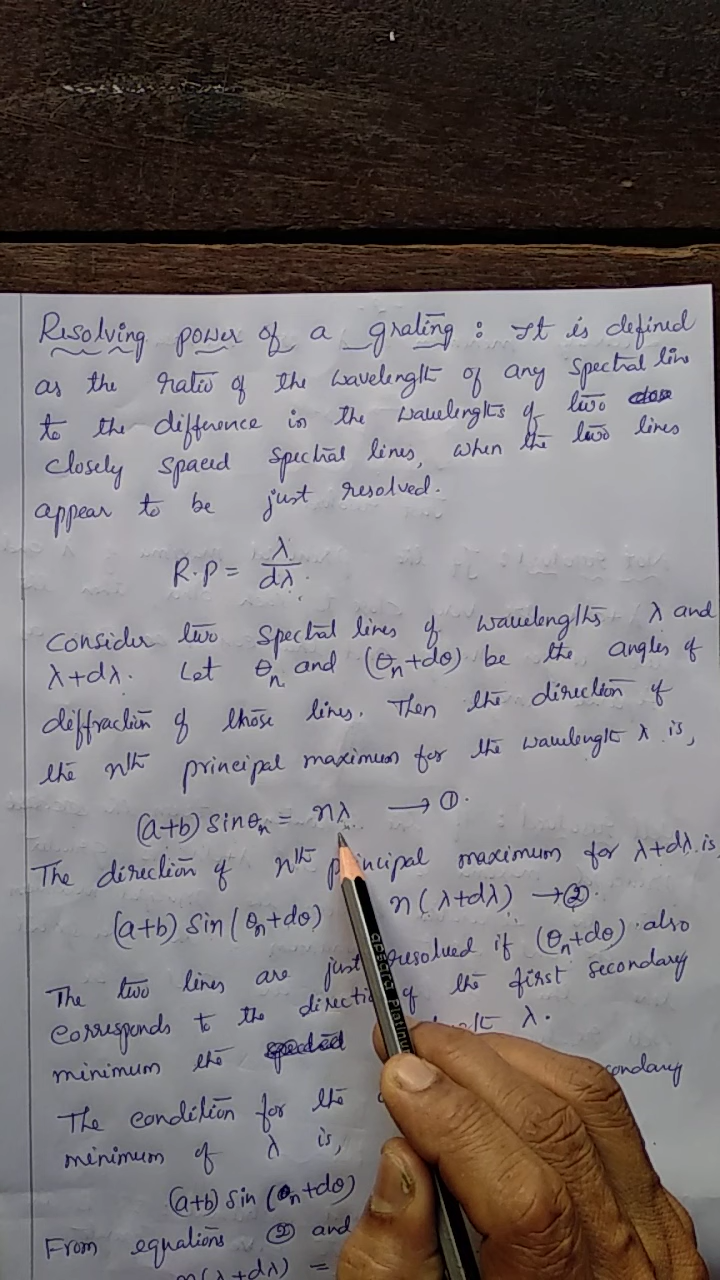 Resolving power of a grating : It is defined
as the ratio of the wavelength of any spectral line
to the difference in the wavelengths of two close
closely spaced spectral lines, when the two lines
appear to be just resolved.
R.P = λ/dλ.
Consider two spectral lines of wavelengths λ and
λ+dλ. Let θₙ and (θₙ+dθ) be the angles of
diffraction of those lines. Then the direction of
the nth principal maximum for the wavelength λ is,
(a+b) sinθₙ = nλ → ①.
The direction of nth principal maximum for λ+dλ is,
(a+b) Sin(θₙ+dθ) n(λ+dλ) → ②.
The two lines are just resolved if (θₙ+dθ) also
corresponds to the direction of the first secondary
minimum the λ.
The condition for the
minimum of λ is,
(a+b) sin (θₙ+dθ)
From equations ② and
n(λ+dλ) =
apsara Platinum